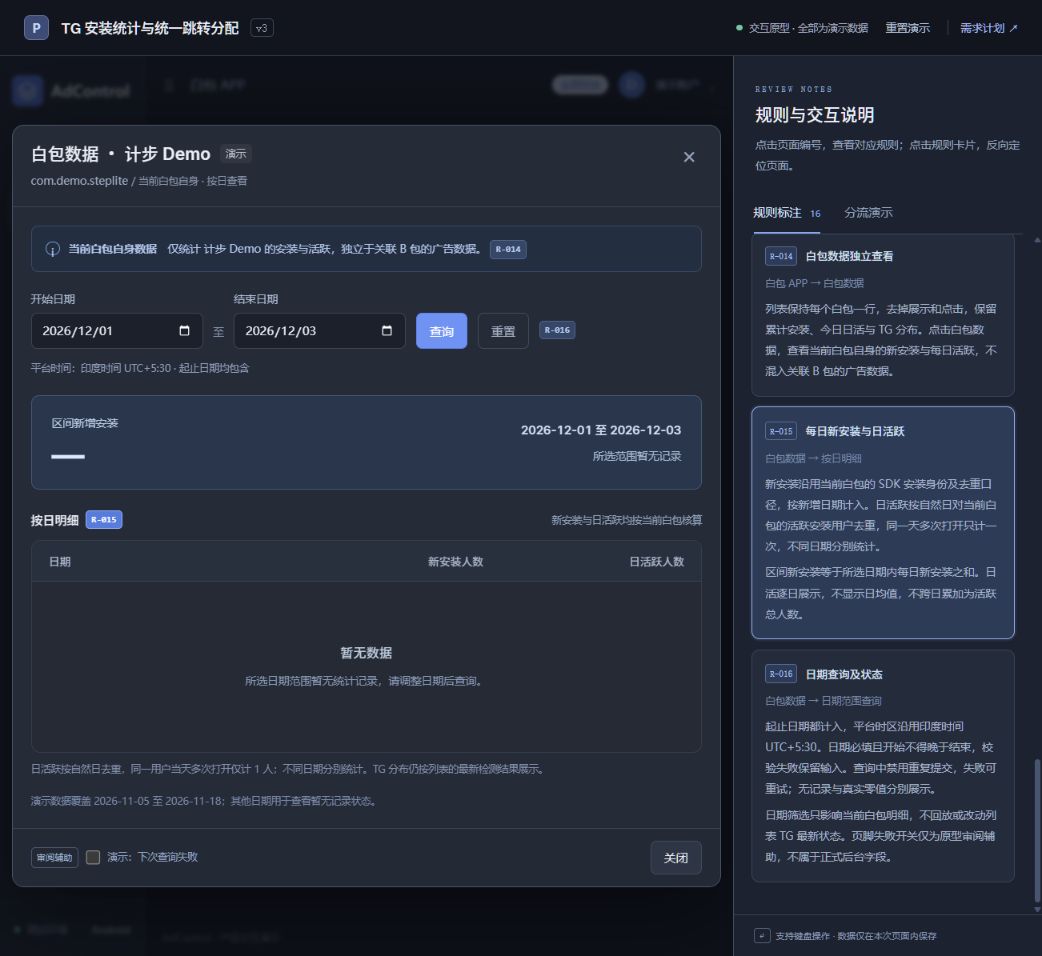 P TG 安装统计与统一跳转分配 v3
交互原型 · 全部为演示数据 重置演示 需求计划 ↗
AdControl 白包 APP
白包数据 · 计步 Demo 演示
com.demo.steplite / 当前白包自身 · 按日查看
当前白包自身数据 仅统计 计步 Demo 的安装与活跃，独立于关联 B 包的广告数据。 R-014
开始日期 结束日期
2026/12/01 至 2026/12/03 查询 重置 R-016
平台时间：印度时间 UTC+5:30 · 起止日期均包含
区间新增安装
—
2026-12-01 至 2026-12-03
所选范围暂无记录
按日明细 R-015 新安装与日活跃均按当前白包核算
日期 新安装人数 日活跃人数
暂无数据
所选日期范围暂无统计记录，请调整日期后查询。
日活跃按自然日去重，同一用户当天多次打开仅计 1 人；不同日期分别统计。TG 分布仍按列表的最新检测结果展示。
演示数据覆盖 2026-11-05 至 2026-11-18；其他日期用于查看暂无记录状态。
审阅辅助 演示：下次查询失败 关闭
REVIEW NOTES
规则与交互说明
点击页面编号，查看对应规则；点击规则卡片，反向定
位页面。
规则标注 16 分流演示
R-014 白包数据独立查看
白包 APP → 白包数据
列表保持每个白包一行，去掉展示和点击，保留
累计安装、今日日活与 TG 分布。点击白包数
据，查看当前白包自身的新安装与每日活跃，不
混入关联 B 包的广告数据。
R-015 每日新安装与日活跃
白包数据 → 按日明细
新安装沿用当前白包的 SDK 安装身份及去重口
径，按新增日期计入。日活跃按自然日对当前白
包的活跃安装用户去重，同一天多次打开只计一
次，不同日期分别统计。
区间新安装等于所选日期内每日新安装之和。日
活逐日展示，不显示日均值，不跨日累加为活跃
总人数。
R-016 日期查询及状态
白包数据 → 日期范围查询
起止日期都计入，平台时区沿用印度时间
UTC+5:30。日期必填且开始不得晚于结束，校
验失败保留输入。查询中禁用重复提交，失败可
重试；无记录与真实零值分别展示。
日期筛选只影响当前白包明细，不回放或改动列
表 TG 最新状态。页脚失败开关仅为原型审阅辅
助，不属于正式后台字段。
支持键盘操作 · 数据仅在本次页面内保存